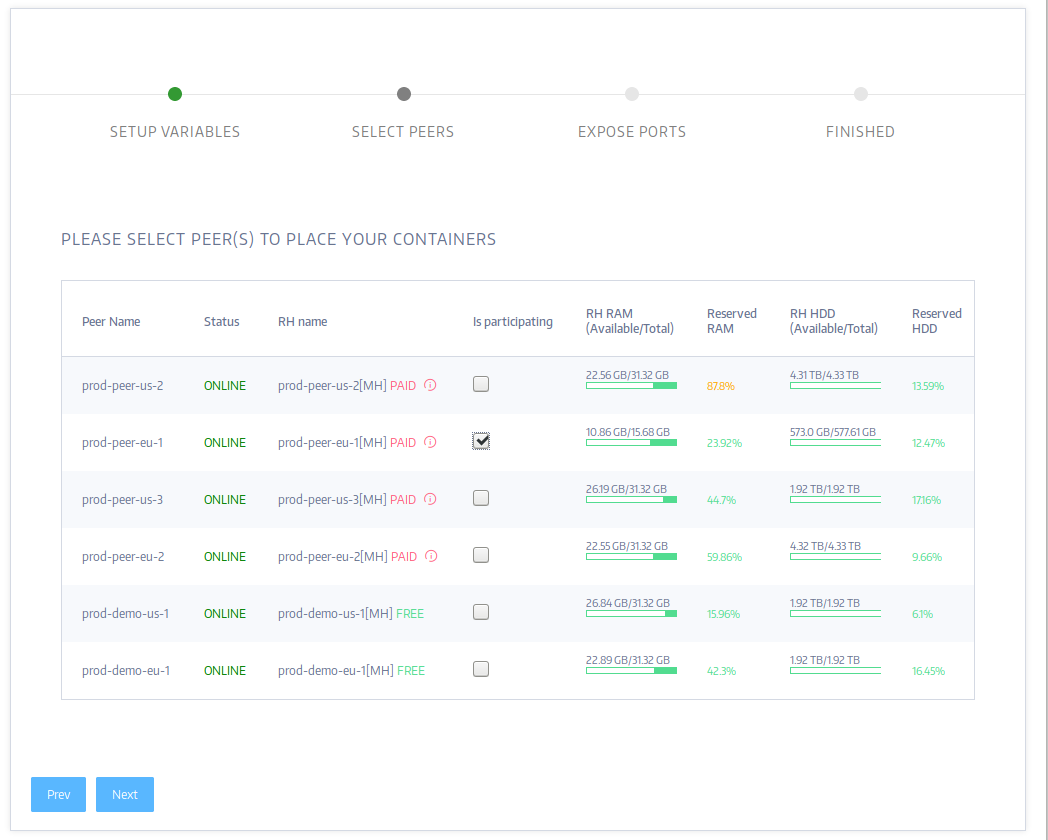 SETUP VARIABLES SELECT PEERS EXPOSE PORTS FINISHED
PLEASE SELECT PEER(S) TO PLACE YOUR CONTAINERS
Peer Name Status RH name Is participating RH RAM (Available/Total) Reserved RAM RH HDD (Available/Total) Reserved HDD
prod-peer-us-2 ONLINE prod-peer-us-2[MH] PAID 22.56 GB/31.32 GB 87.8% 4.31 TB/4.33 TB 13.59%
prod-peer-eu-1 ONLINE prod-peer-eu-1[MH] PAID 10.86 GB/15.68 GB 23.92% 573.0 GB/577.61 GB 12.47%
prod-peer-us-3 ONLINE prod-peer-us-3[MH] PAID 26.19 GB/31.32 GB 44.7% 1.92 TB/1.92 TB 17.16%
prod-peer-eu-2 ONLINE prod-peer-eu-2[MH] PAID 22.55 GB/31.32 GB 59.86% 4.32 TB/4.33 TB 9.66%
prod-demo-us-1 ONLINE prod-demo-us-1[MH] FREE 26.84 GB/31.32 GB 15.96% 1.92 TB/1.92 TB 6.1%
prod-demo-eu-1 ONLINE prod-demo-eu-1[MH] FREE 22.89 GB/31.32 GB 42.3% 1.92 TB/1.92 TB 16.45%
Prev Next